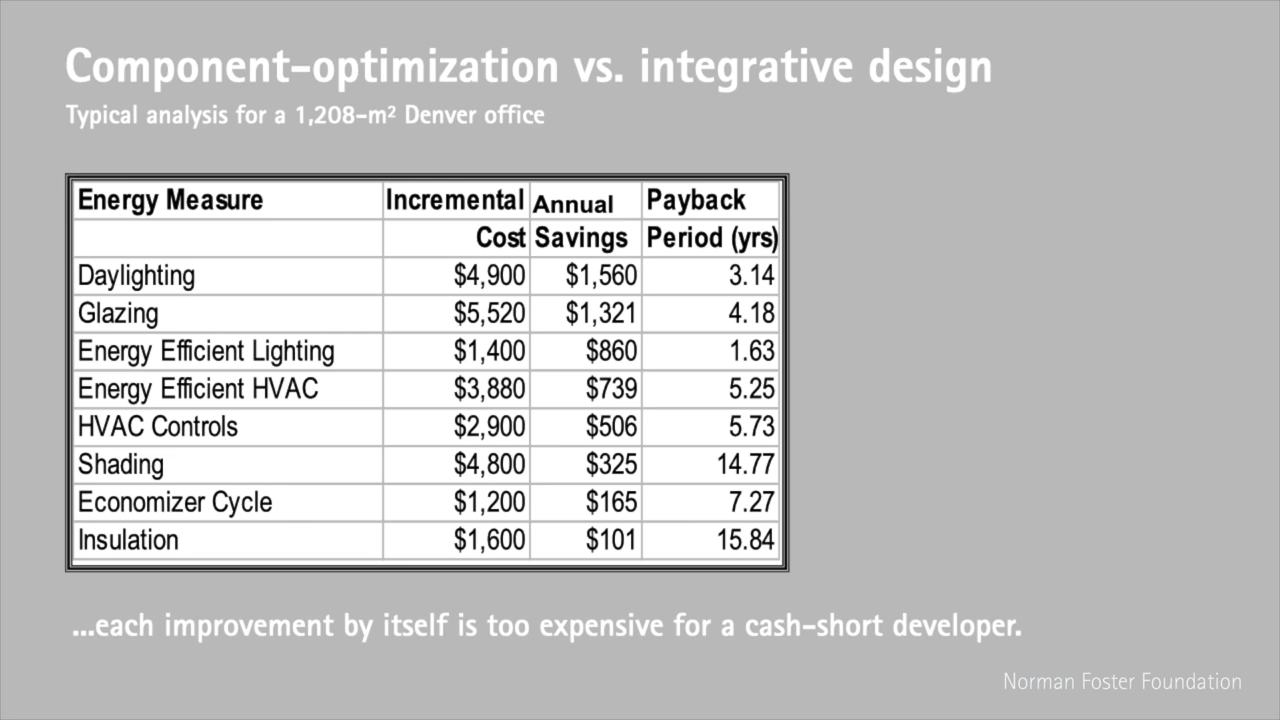 Component-optimization vs. integrative design
Typical analysis for a 1,208-m² Denver office
Energy Measure Incremental Annual Payback
Cost Savings Period (yrs)
Daylighting $4,900 $1,560 3.14
Glazing $5,520 $1,321 4.18
Energy Efficient Lighting $1,400 $860 1.63
Energy Efficient HVAC $3,880 $739 5.25
HVAC Controls $2,900 $506 5.73
Shading $4,800 $325 14.77
Economizer Cycle $1,200 $165 7.27
Insulation $1,600 $101 15.84
...each improvement by itself is too expensive for a cash-short developer.
Norman Foster Foundation